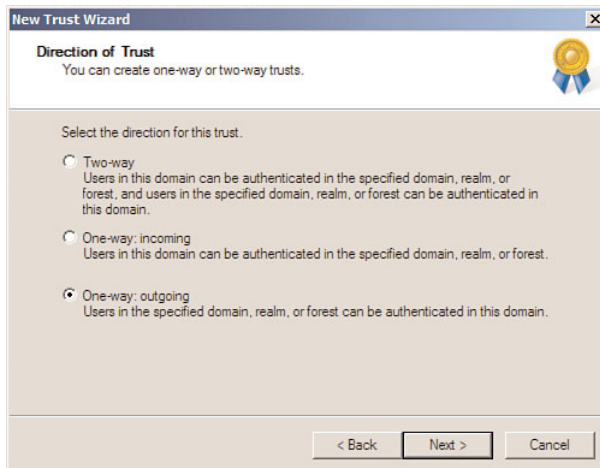 New Trust Wizard
Direction of Trust
You can create one-way or two-way trusts.
Select the direction for this trust.
Two-way
Users in this domain can be authenticated in the specified domain, realm, or
forest, and users in the specified domain, realm, or forest can be authenticated in
this domain.
One-way: incoming
Users in this domain can be authenticated in the specified domain, realm, or forest.
One-way: outgoing
Users in the specified domain, realm, or forest can be authenticated in this domain.
< Back Next > Cancel